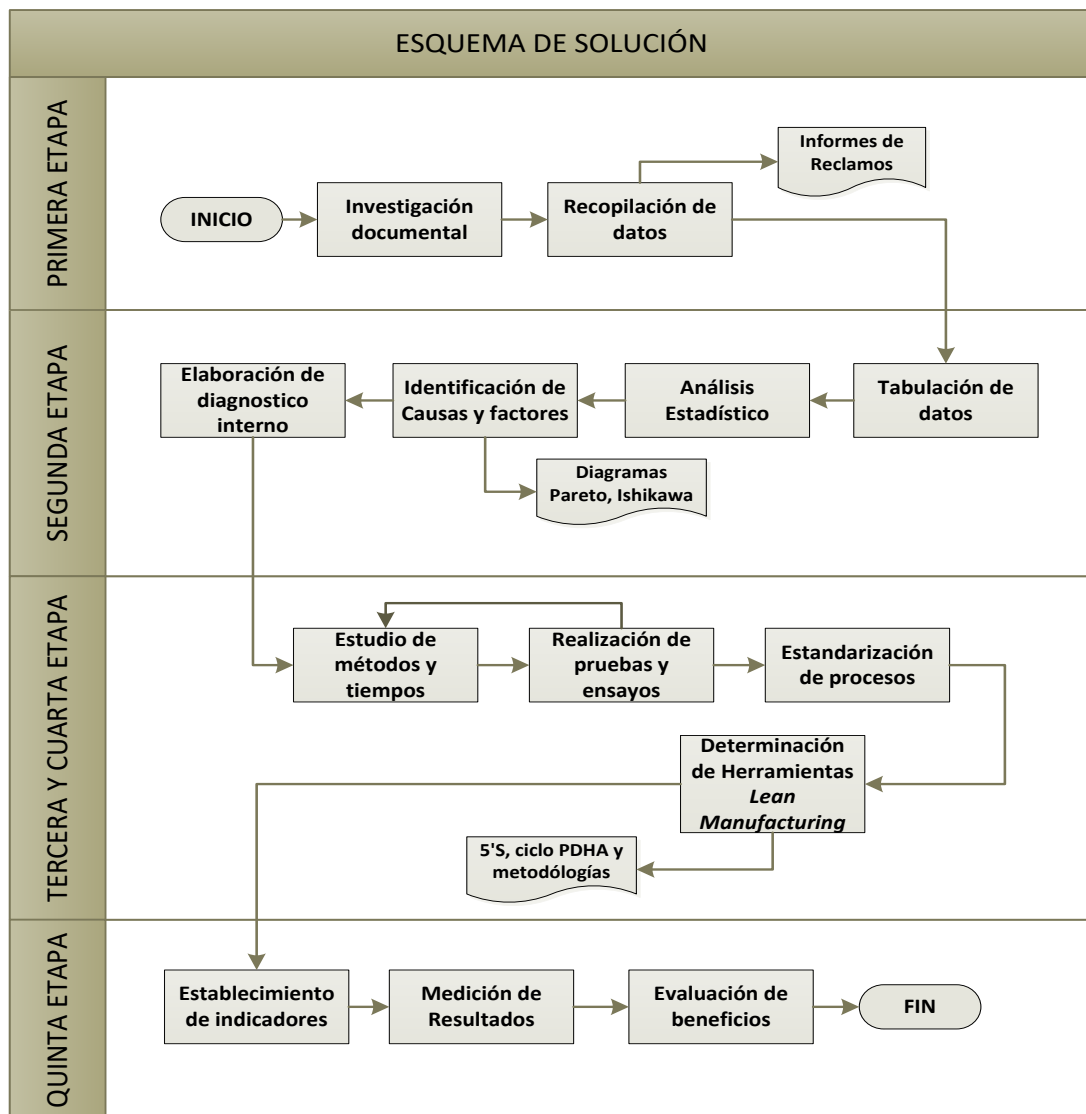 ESQUEMA DE SOLUCIÓN
PRIMERA ETAPA
INICIO
Investigación
documental
Recopilación de
datos
Informes de
Reclamos
SEGUNDA ETAPA
Elaboración de
diagnostico
interno
Identificación de
Causas y factores
Análisis
Estadístico
Tabulación de
datos
Diagramas
Pareto, Ishikawa
TERCERA Y CUARTA ETAPA
Estudio de
métodos y
tiempos
Realización de
pruebas y
ensayos
Estandarización
de procesos
Determinación
de Herramientas
Lean
Manufacturing
5'S, ciclo PDHA y
metodólogías
QUINTA ETAPA
Establecimiento
de indicadores
Medición de
Resultados
Evaluación de
beneficios
FIN